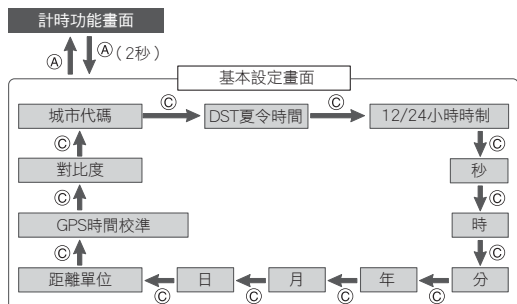 計時功能畫面
Ⓐ Ⓐ(2秒)
基本設定畫面
城市代碼 Ⓒ DST夏令時間 Ⓒ 12/24小時時制
Ⓒ Ⓒ
對比度 秒
Ⓒ Ⓒ
GPS時間校準 時
Ⓒ Ⓒ
距離單位 Ⓒ 日 Ⓒ 月 Ⓒ 年 Ⓒ 分